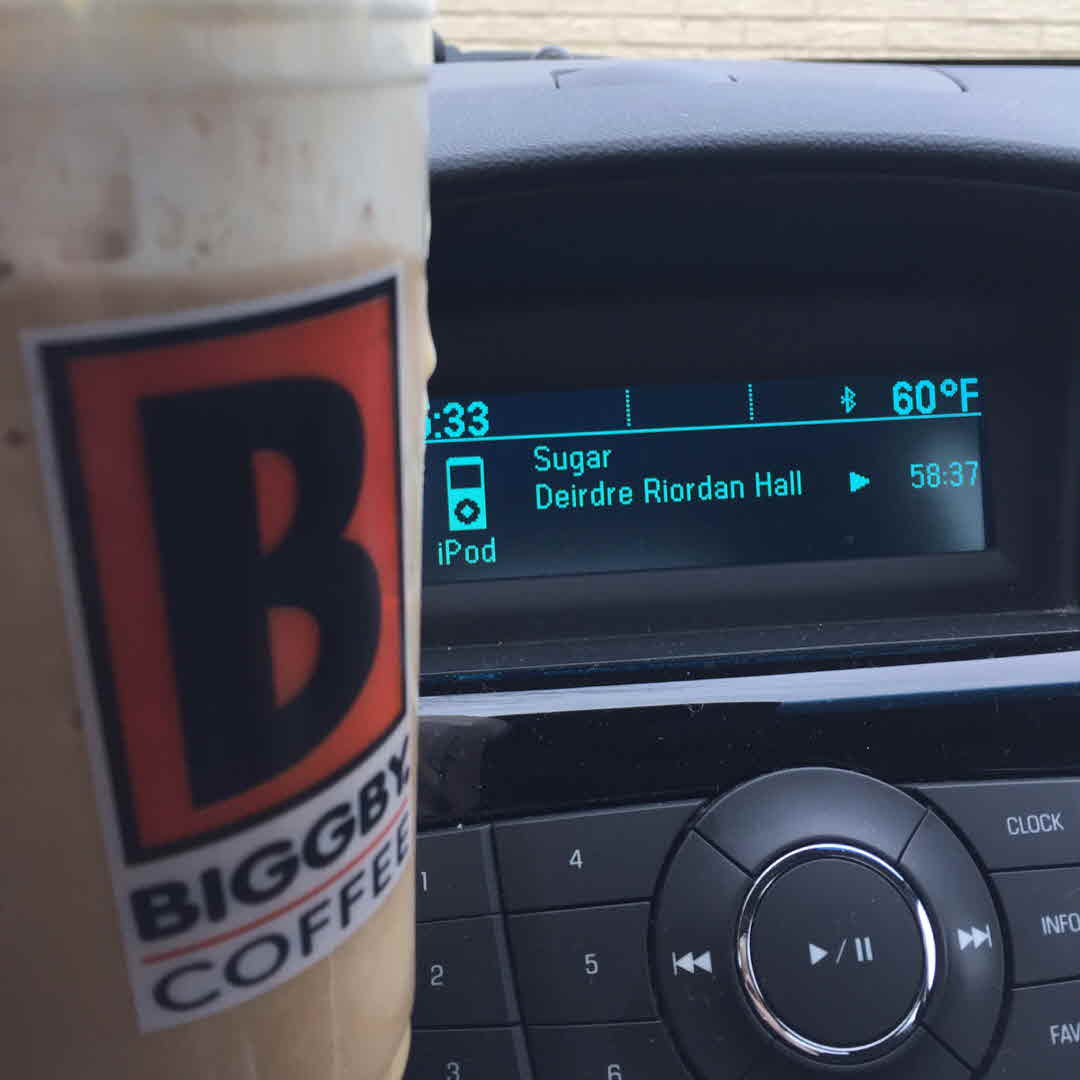 B
BIGGBY
COFFEE
:33
60°F
Sugar
Deirdre Riordan Hall
58:37
iPod
1
4
CLOCK
2
5
INFO
3
6
FAV